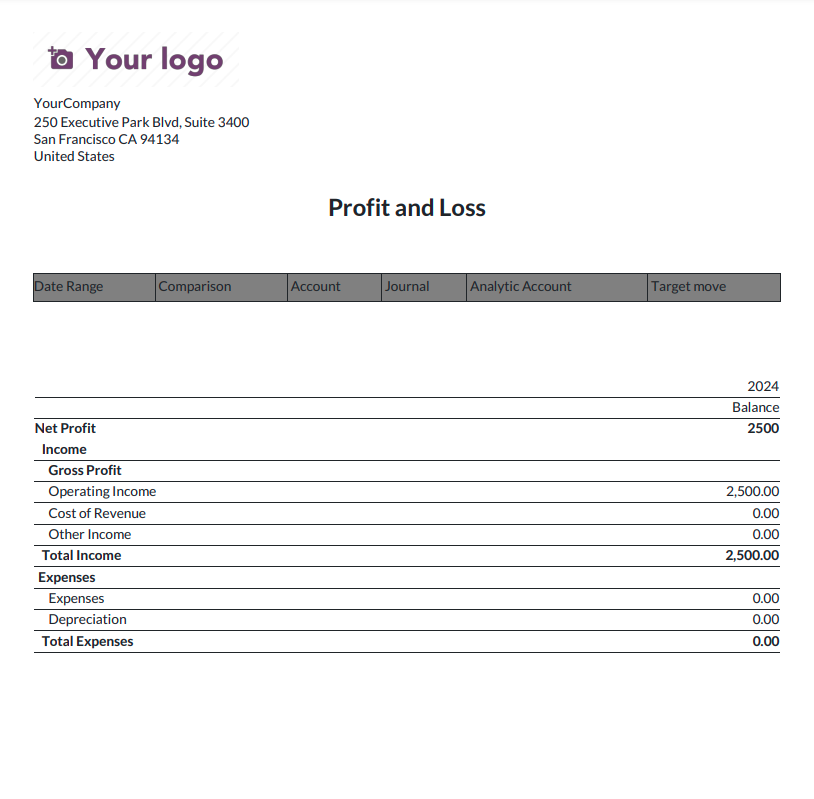 Your logo
YourCompany
250 Executive Park Blvd, Suite 3400
San Francisco CA 94134
United States
Profit and Loss
Date Range Comparison Account Journal Analytic Account Target move
2024
Balance
Net Profit 2500
Income
Gross Profit
Operating Income 2,500.00
Cost of Revenue 0.00
Other Income 0.00
Total Income 2,500.00
Expenses
Expenses 0.00
Depreciation 0.00
Total Expenses 0.00